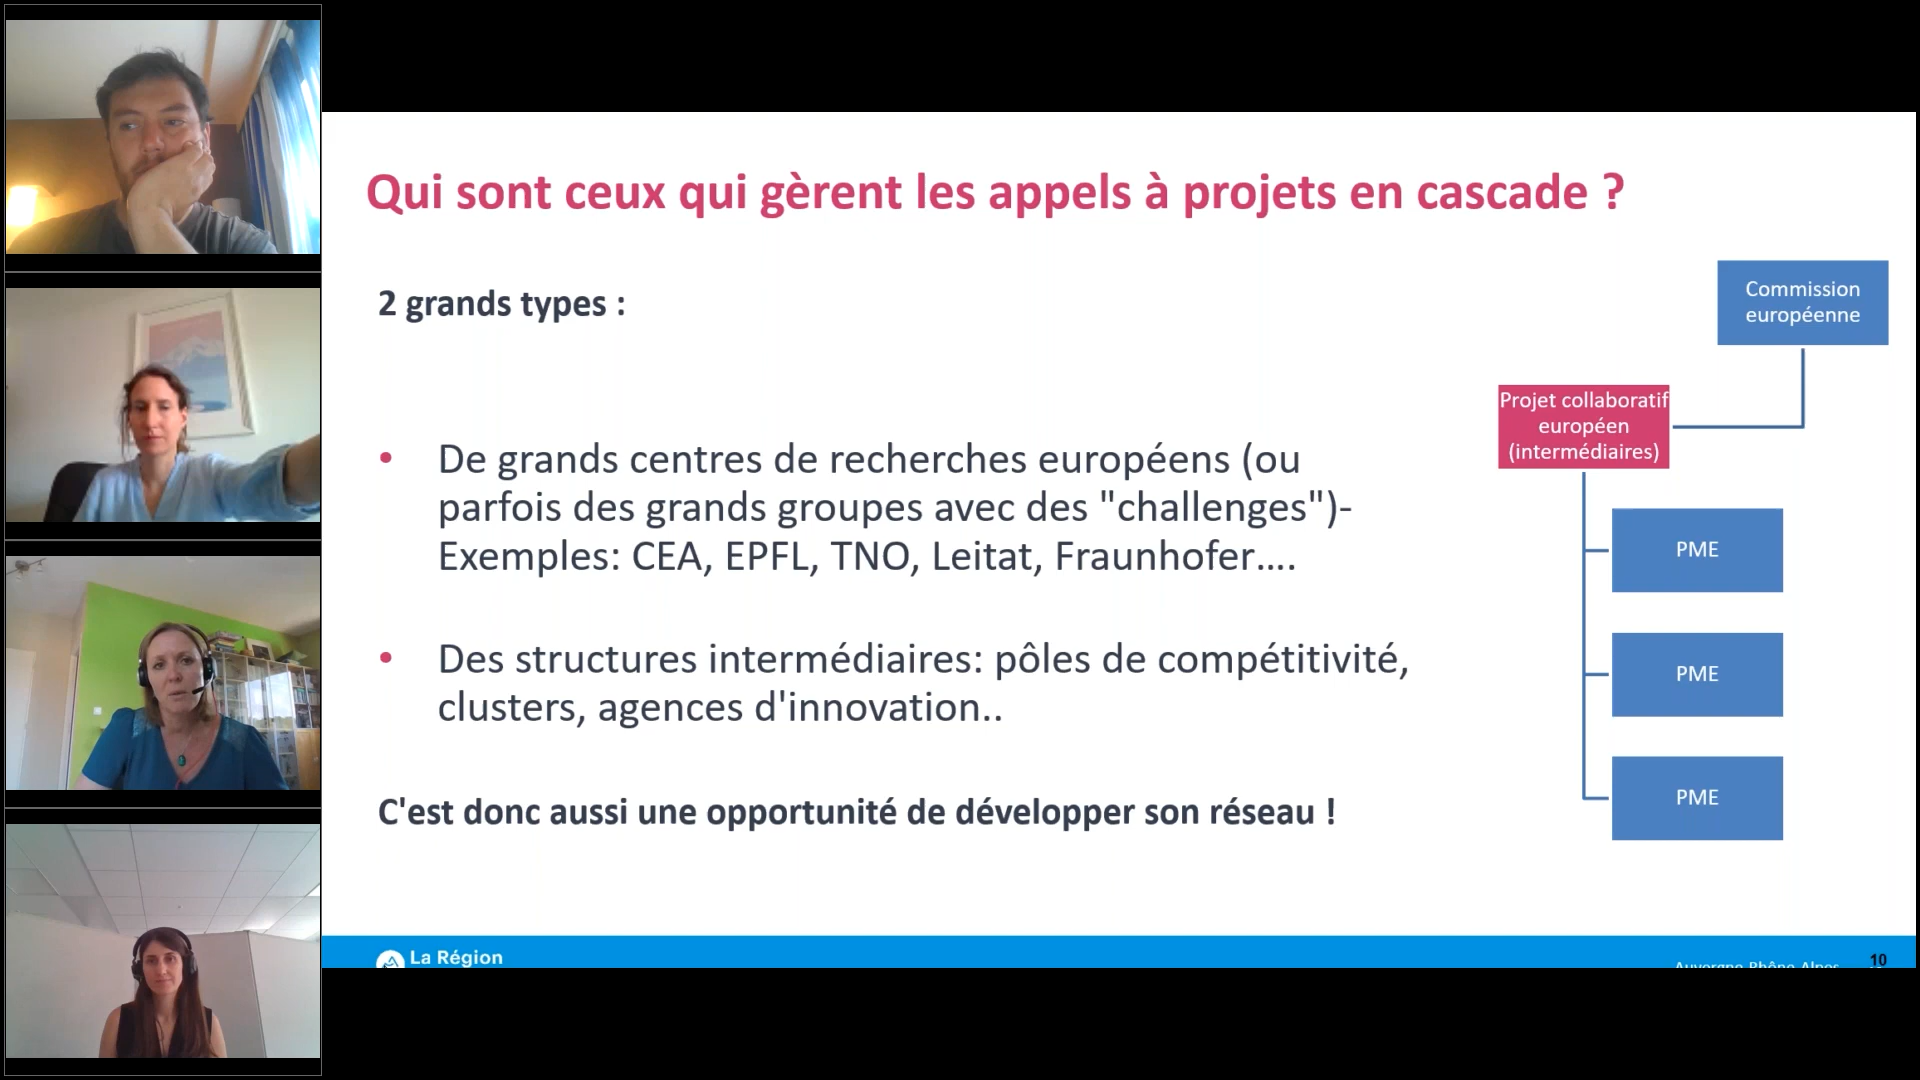 Qui sont ceux qui gèrent les appels à projets en cascade ?
2 grands types :
• De grands centres de recherches européens (ou
parfois des grands groupes avec des "challenges")-
Exemples: CEA, EPFL, TNO, Leitat, Fraunhofer....
• Des structures intermédiaires: pôles de compétitivité,
clusters, agences d'innovation..
C'est donc aussi une opportunité de développer son réseau !
Commission
européenne
Projet collaboratif
européen
(intermédiaires)
PME
PME
PME
La Région
Auvergne-Rhône-Alpes
10